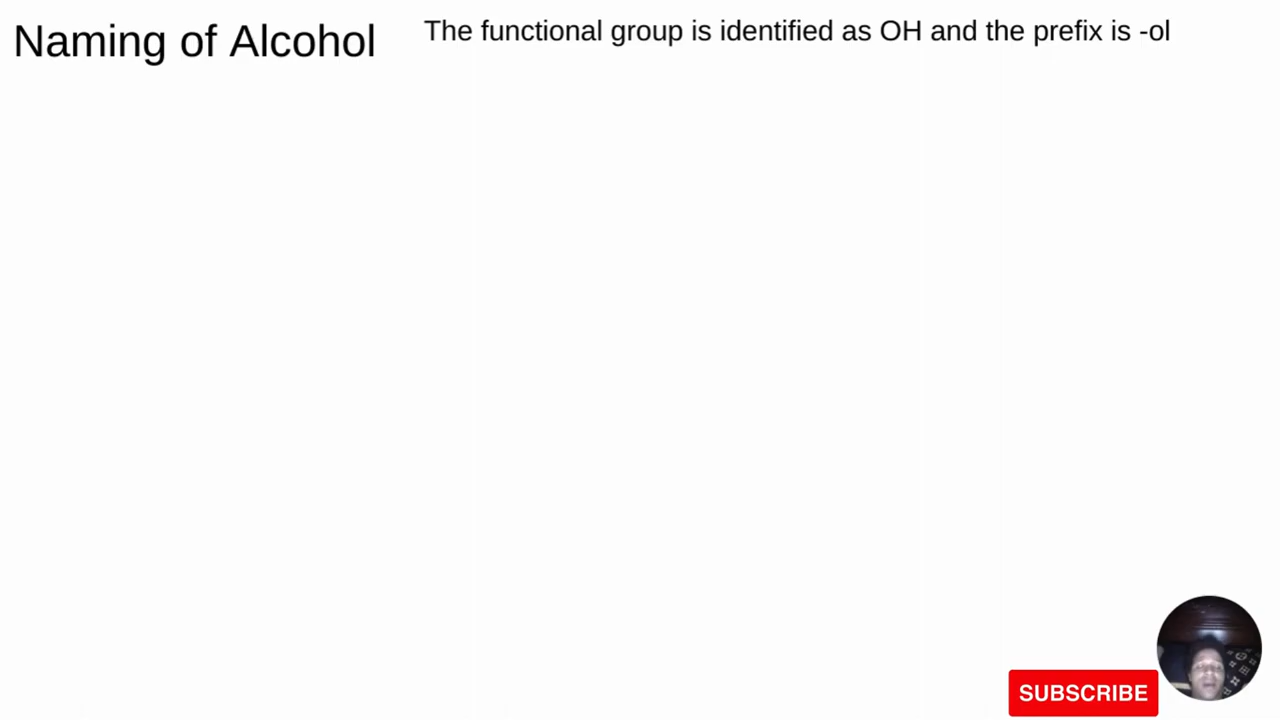 Naming of Alcohol
The functional group is identified as OH and the prefix is -ol
SUBSCRIBE